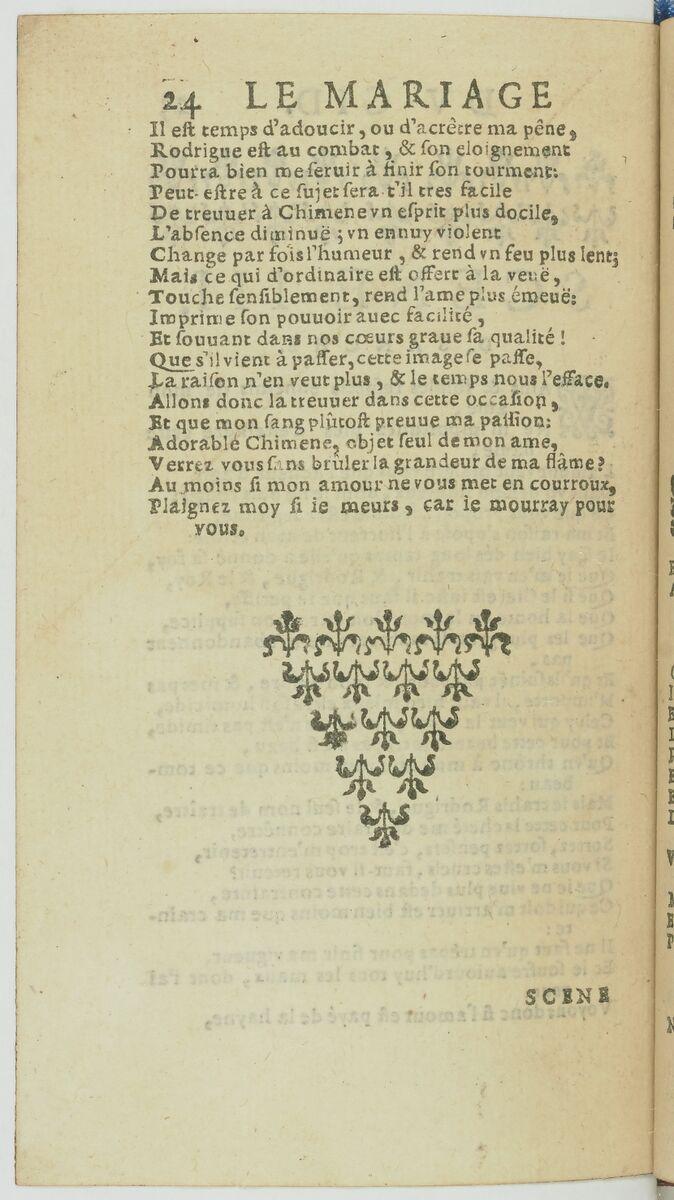 24 LE MARIAGE
Il eſt temps d'adoucir, ou d'acrêtre ma pêne,
Rodrigue eſt au combat, & ſon eloignement
Pourra bien me ſeruir à finir ſon tourment:
Peut-eſtre à ce ſujet ſera t'il tres facile
De treuuer à Chimene vn eſprit plus docile,
L'abſence diminuë; vn ennuy violent
Change par fois l'humeur, & rend vn feu plus lent;
Mais ce qui d'ordinaire eſt offert à la veuë,
Touche ſenſiblement, rend l'ame plus émeuë:
Imprime ſon pouuoir auec facilité,
Et ſouuant dans nos cœurs graue ſa qualité!
Que s'il vient à paſſer, cette image ſe paſſe,
La raiſon n'en veut plus, & le temps nous l'efface.
Allons donc la treuuer dans cette occaſion,
Et que mon ſang plûtoſt preuue ma paſſion:
Adorable Chimene, objet ſeul de mon ame,
Verrez vous ſans brûler la grandeur de ma flâme?
Au moins ſi mon amour ne vous met en courroux,
Plaignez moy ſi ie meurs, car ie mourray pour
vous.
SCENE